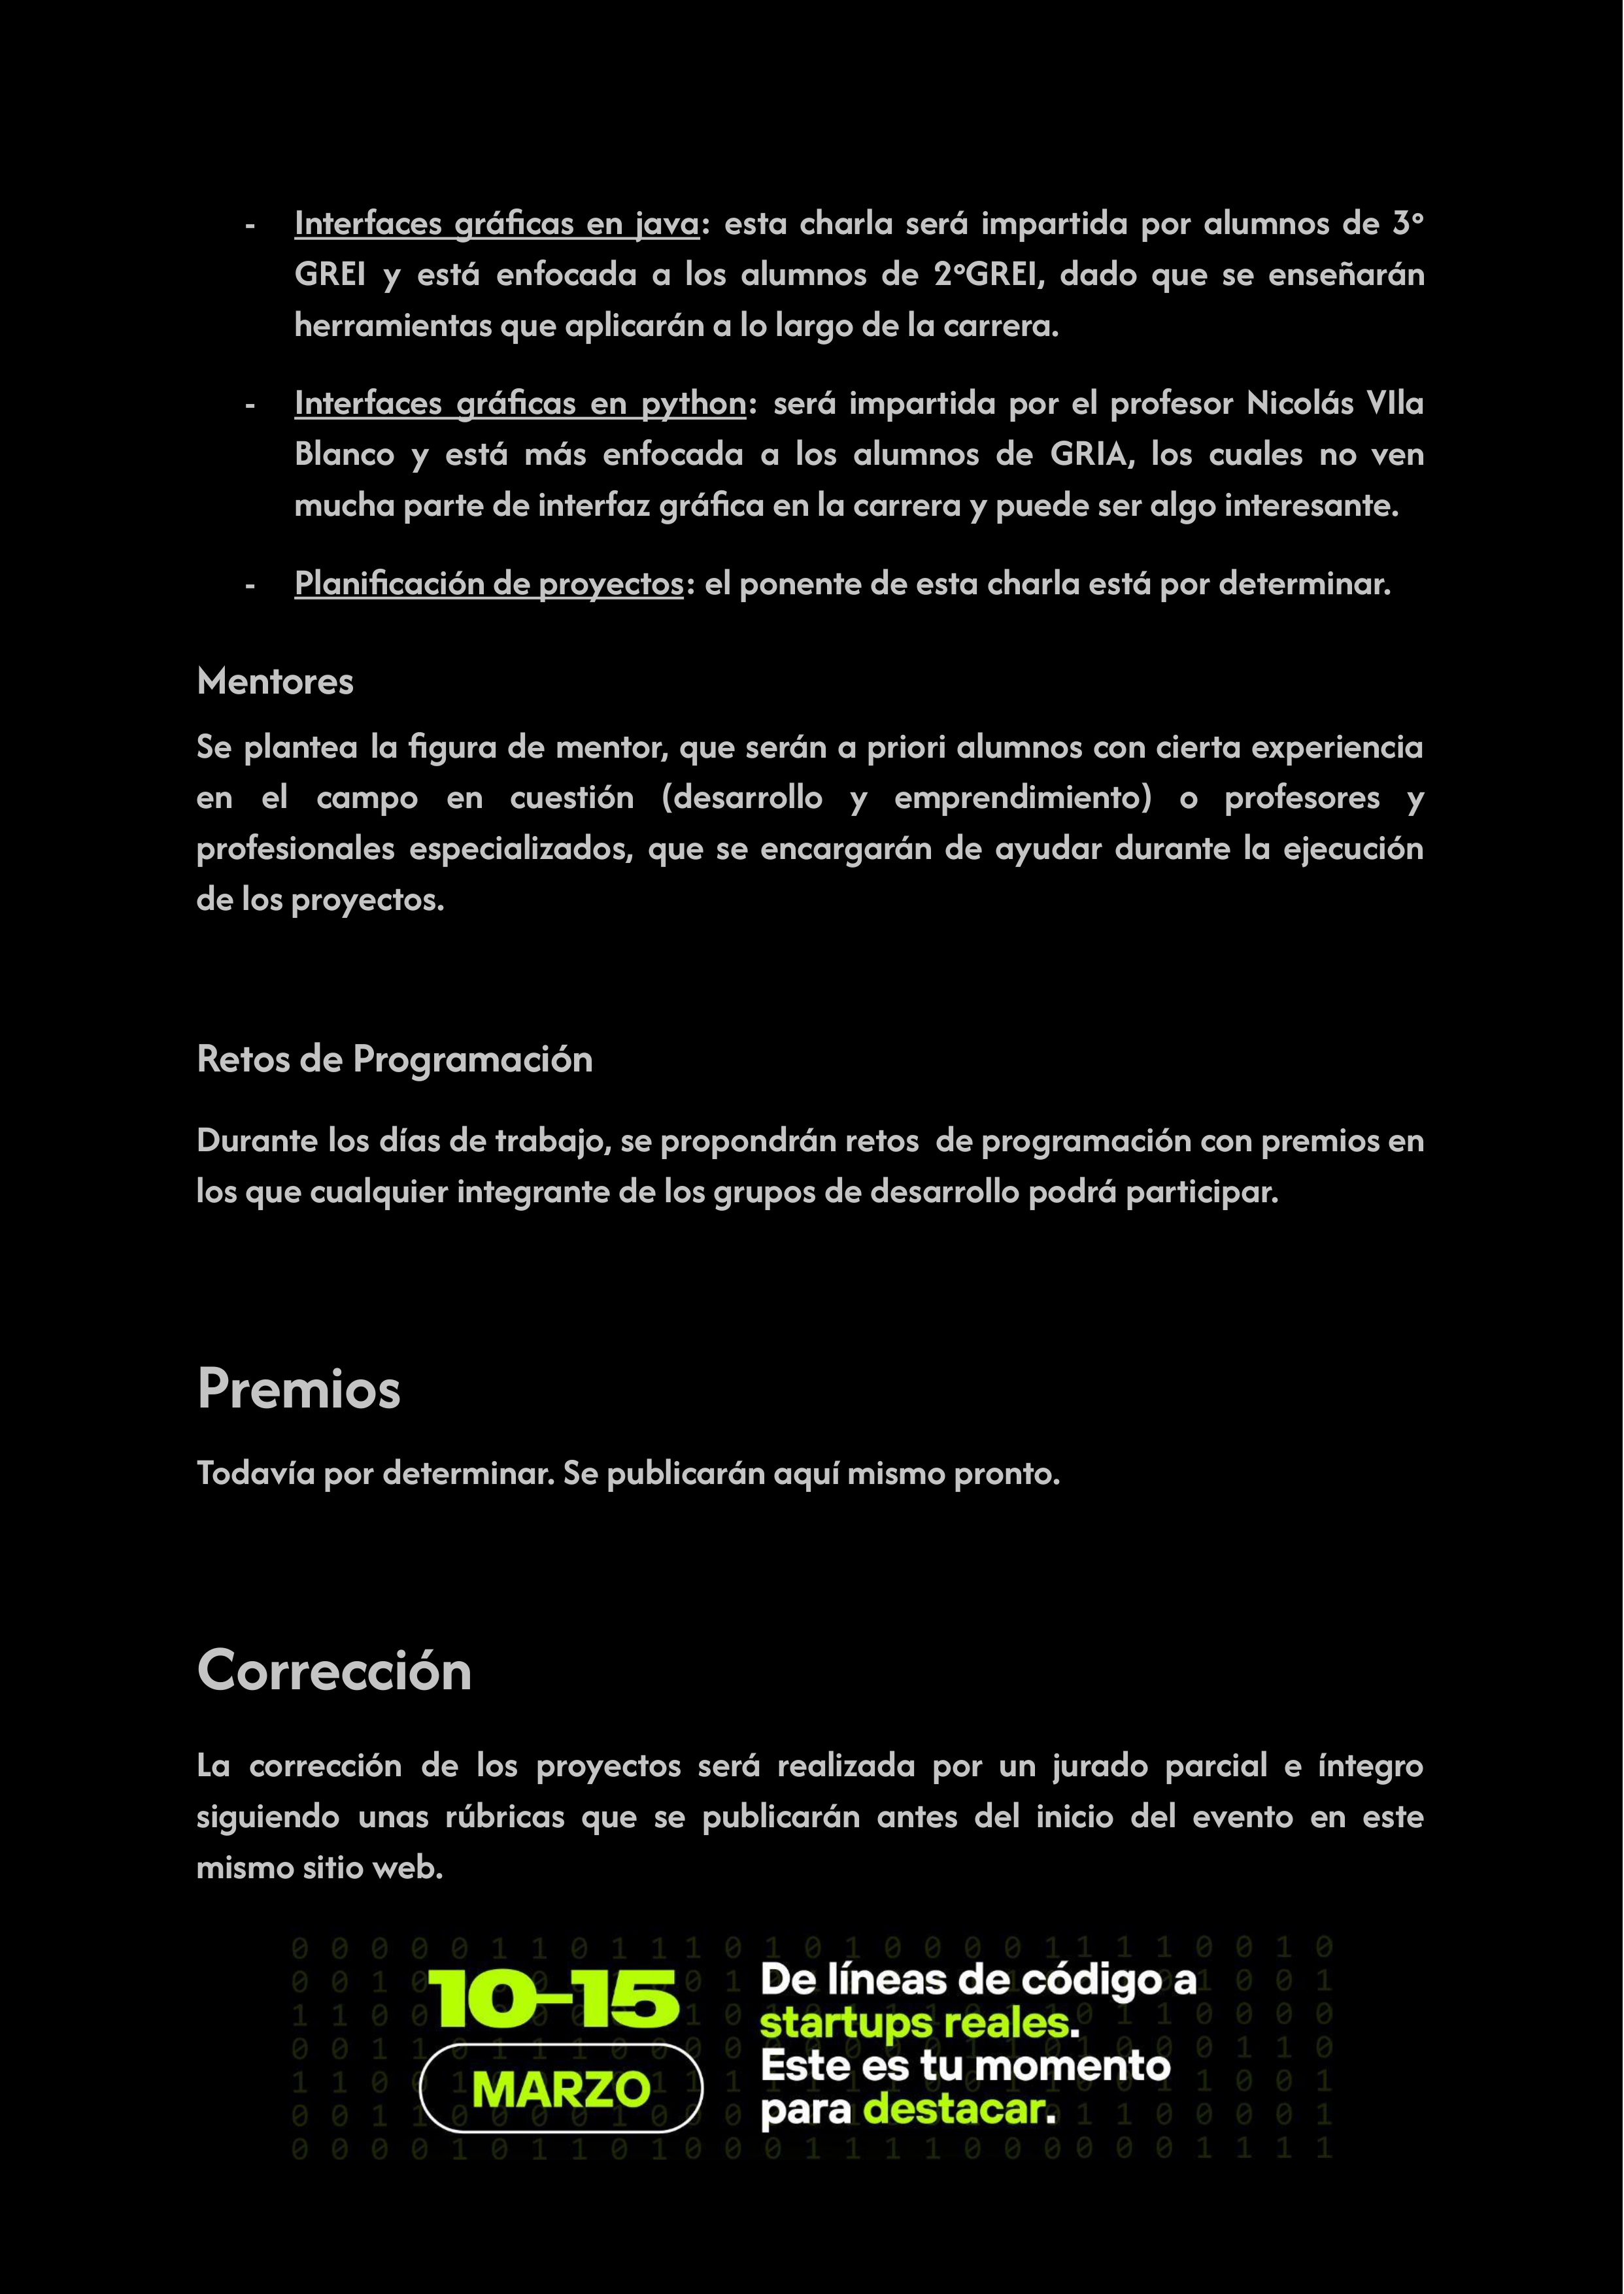 - Interfaces gráficas en java: esta charla será impartida por alumnos de 3º
GREI y está enfocada a los alumnos de 2ºGREI, dado que se enseñarán
herramientas que aplicarán a lo largo de la carrera.
- Interfaces gráficas en python: será impartida por el profesor Nicolás VIla
Blanco y está más enfocada a los alumnos de GRIA, los cuales no ven
mucha parte de interfaz gráfica en la carrera y puede ser algo interesante.
- Planificación de proyectos: el ponente de esta charla está por determinar.
Mentores
Se plantea la figura de mentor, que serán a priori alumnos con cierta experiencia
en el campo en cuestión (desarrollo y emprendimiento) o profesores y
profesionales especializados, que se encargarán de ayudar durante la ejecución
de los proyectos.
Retos de Programación
Durante los días de trabajo, se propondrán retos de programación con premios en
los que cualquier integrante de los grupos de desarrollo podrá participar.
Premios
Todavía por determinar. Se publicarán aquí mismo pronto.
Corrección
La corrección de los proyectos será realizada por un jurado parcial e íntegro
siguiendo unas rúbricas que se publicarán antes del inicio del evento en este
mismo sitio web.
10–15
MARZO
De líneas de código a
startups reales.
Este es tu momento
para destacar.